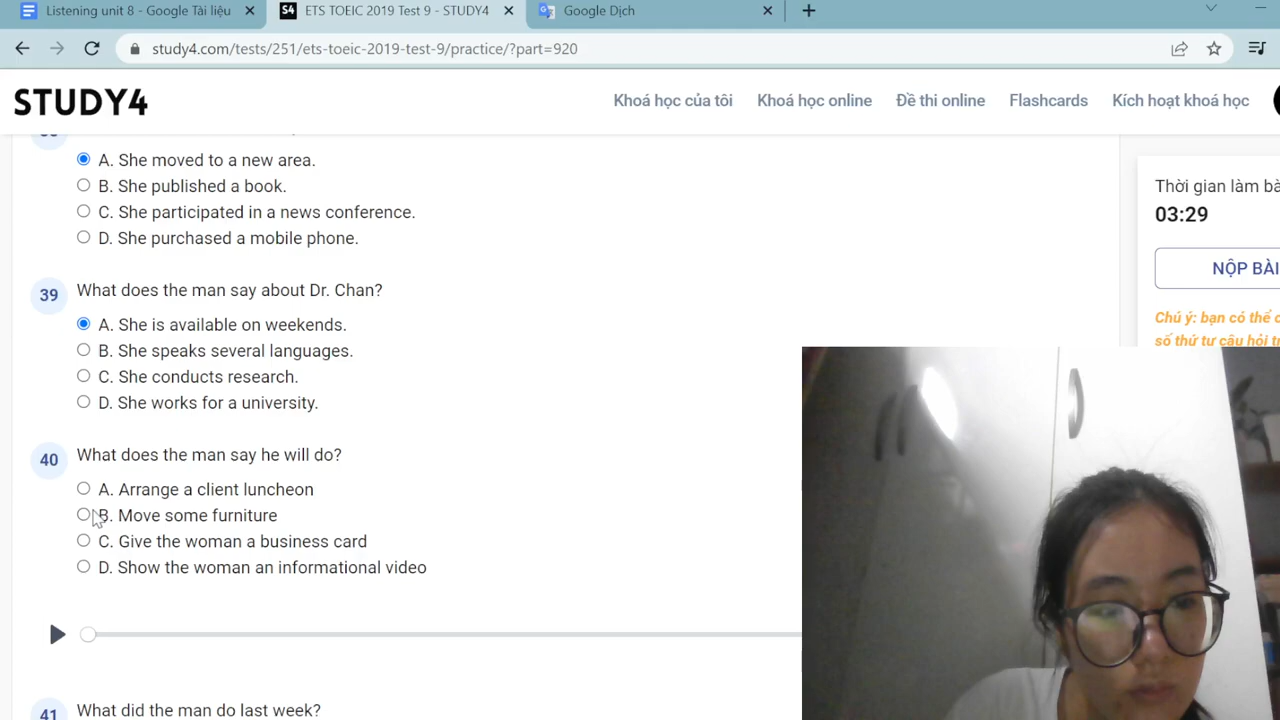 Listening unit 8 - Google Tài liệu
ETS TOEIC 2019 Test 9 - STUDY4
Google Dịch
study4.com/tests/251/ets-toeic-2019-test-9/practice/?part=920
STUDY4
Khoá học của tôi
Khoá học online
Đề thi online
Flashcards
Kích hoạt khoá học
A. She moved to a new area.
B. She published a book.
C. She participated in a news conference.
D. She purchased a mobile phone.
39 What does the man say about Dr. Chan?
A. She is available on weekends.
B. She speaks several languages.
C. She conducts research.
D. She works for a university.
40 What does the man say he will do?
A. Arrange a client luncheon
B. Move some furniture
C. Give the woman a business card
D. Show the woman an informational video
41 What did the man do last week?
Thời gian làm bà
03:29
NỘP BÀI
Chú ý: bạn có thể c
số thứ tự câu hỏi tr